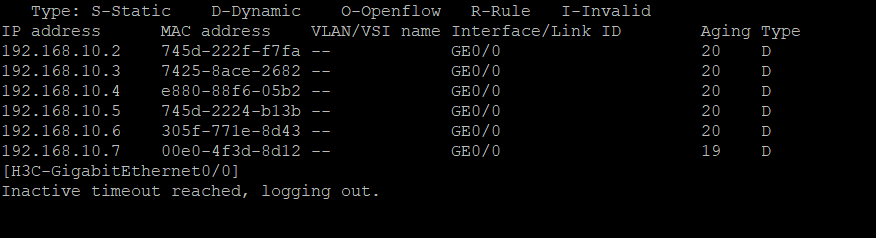 Type: S-Static D-Dynamic O-Openflow R-Rule I-Invalid
IP address MAC address VLAN/VSI name Interface/Link ID Aging Type
192.168.10.2 745d-222f-f7fa -- GE0/0 20 D
192.168.10.3 7425-8ace-2682 -- GE0/0 20 D
192.168.10.4 e880-88f6-05b2 -- GE0/0 20 D
192.168.10.5 745d-2224-b13b -- GE0/0 20 D
192.168.10.6 305f-771e-8d43 -- GE0/0 20 D
192.168.10.7 00e0-4f3d-8d12 -- GE0/0 19 D
[H3C-GigabitEthernet0/0]
Inactive timeout reached, logging out.